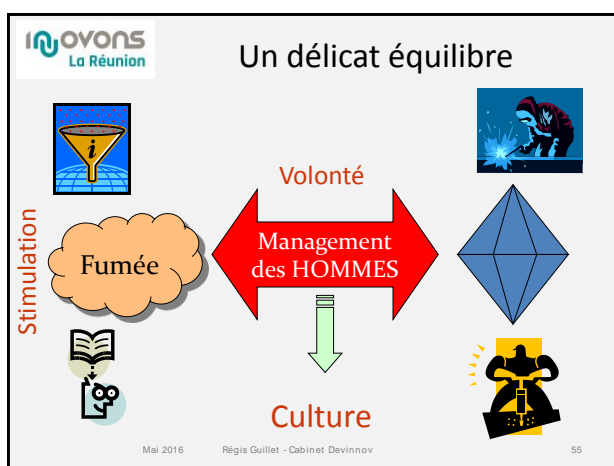 INOVONS
La Réunion
Un délicat équilibre
i
Volonté
Stimulation
Fumée
Management
des HOMMES
Culture
Mai 2016
Régis Guillet - Cabinet Devinnov
55